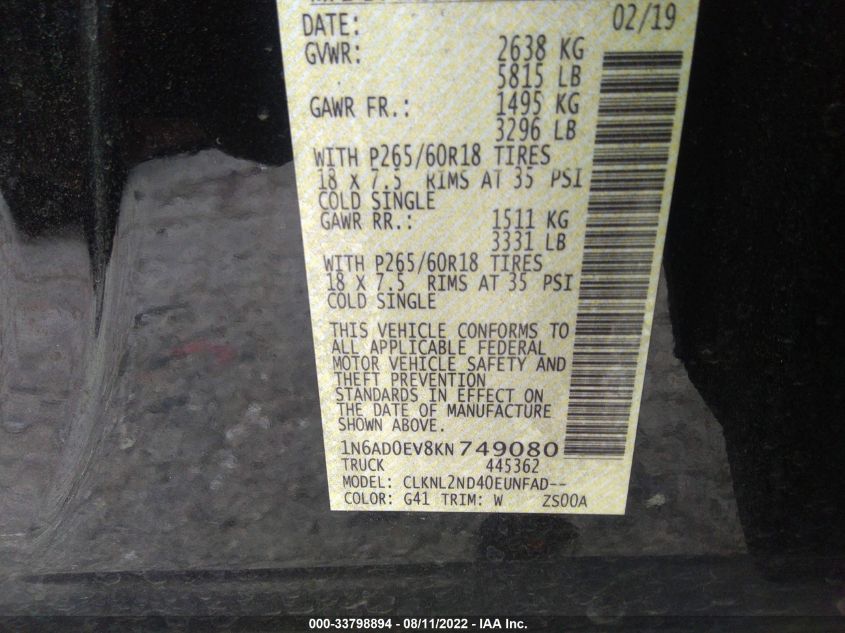 DATE: 02/19
GVWR: 2638 KG
5815 LB
GAWR FR.: 1495 KG
3296 LB
WITH P265/60R18 TIRES
18 X 7.5 RIMS AT 35 PSI
COLD SINGLE
GAWR RR.: 1511 KG
3331 LB
WITH P265/60R18 TIRES
18 X 7.5 RIMS AT 35 PSI
COLD SINGLE
THIS VEHICLE CONFORMS TO
ALL APPLICABLE FEDERAL
MOTOR VEHICLE SAFETY AND
THEFT PREVENTION
STANDARDS IN EFFECT ON
THE DATE OF MANUFACTURE
SHOWN ABOVE.
1N6AD0EV8KN749080
TRUCK 445362
MODEL: CLKNL2ND40EUNFAD--
COLOR: G41 TRIM: W ZS00A
000-33798894 - 08/11/2022 - IAA Inc.